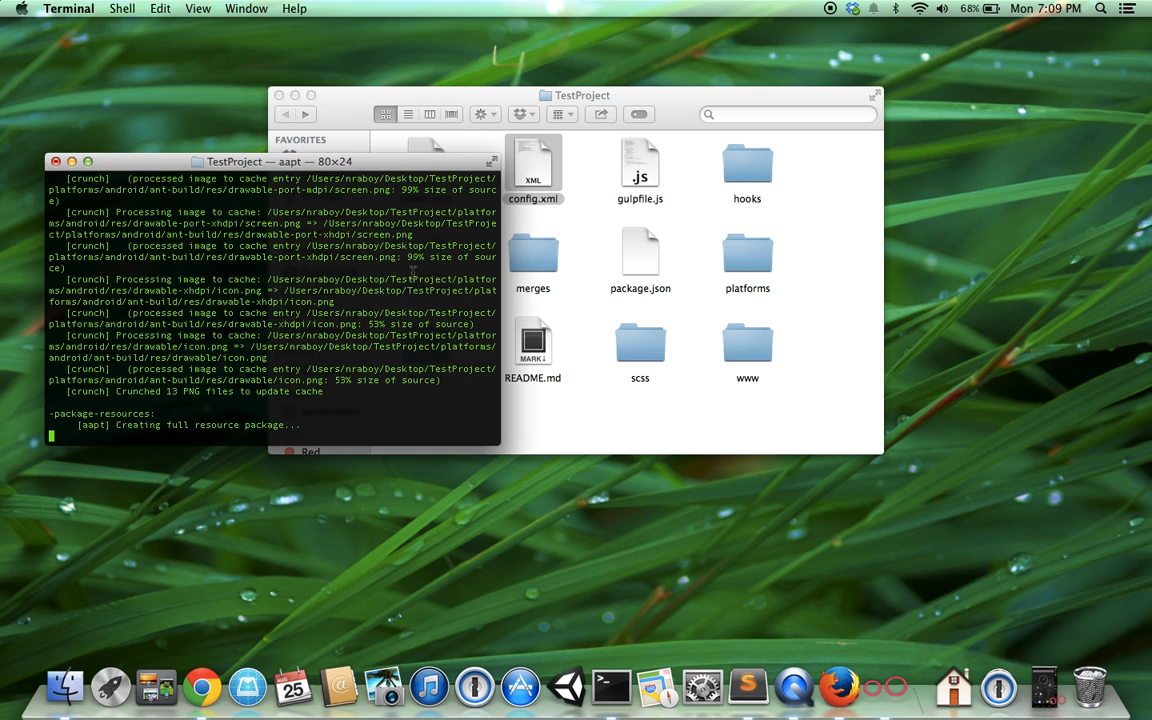 Terminal Shell Edit View Window Help
68% Mon 7:09 PM
TestProject
FAVORITES
TestProject — aapt — 80×24
[crunch] (processed image to cache entry /Users/nraboy/Desktop/TestProject/
platforms/android/ant-build/res/drawable-port-mdpi/screen.png: 99% size of sourc
e)
[crunch] Processing image to cache: /Users/nraboy/Desktop/TestProject/platfor
ms/android/res/drawable-port-xhdpi/screen.png => /Users/nraboy/Desktop/TestProje
ct/platforms/android/ant-build/res/drawable-port-xhdpi/screen.png
[crunch] (processed image to cache entry /Users/nraboy/Desktop/TestProject/
platforms/android/ant-build/res/drawable-port-xhdpi/screen.png: 99% size of sour
ce)
[crunch] Processing image to cache: /Users/nraboy/Desktop/TestProject/platfor
ms/android/res/drawable-xhdpi/icon.png => /Users/nraboy/Desktop/TestProject/plat
forms/android/ant-build/res/drawable-xhdpi/icon.png
[crunch] (processed image to cache entry /Users/nraboy/Desktop/TestProject/
platforms/android/ant-build/res/drawable-xhdpi/icon.png: 53% size of source)
[crunch] Processing image to cache: /Users/nraboy/Desktop/TestProject/platfor
ms/android/res/drawable/icon.png => /Users/nraboy/Desktop/TestProject/platforms/
android/ant-build/res/drawable/icon.png
[crunch] (processed image to cache entry /Users/nraboy/Desktop/TestProject/
platforms/android/ant-build/res/drawable/icon.png: 53% size of source)
[crunch] Crunched 13 PNG files to update cache
-package-resources:
[aapt] Creating full resource package...
XML
.js
config.xml gulpfile.js hooks
merges package.json platforms
MARK↓
README.md scss www
Red
AUG
25